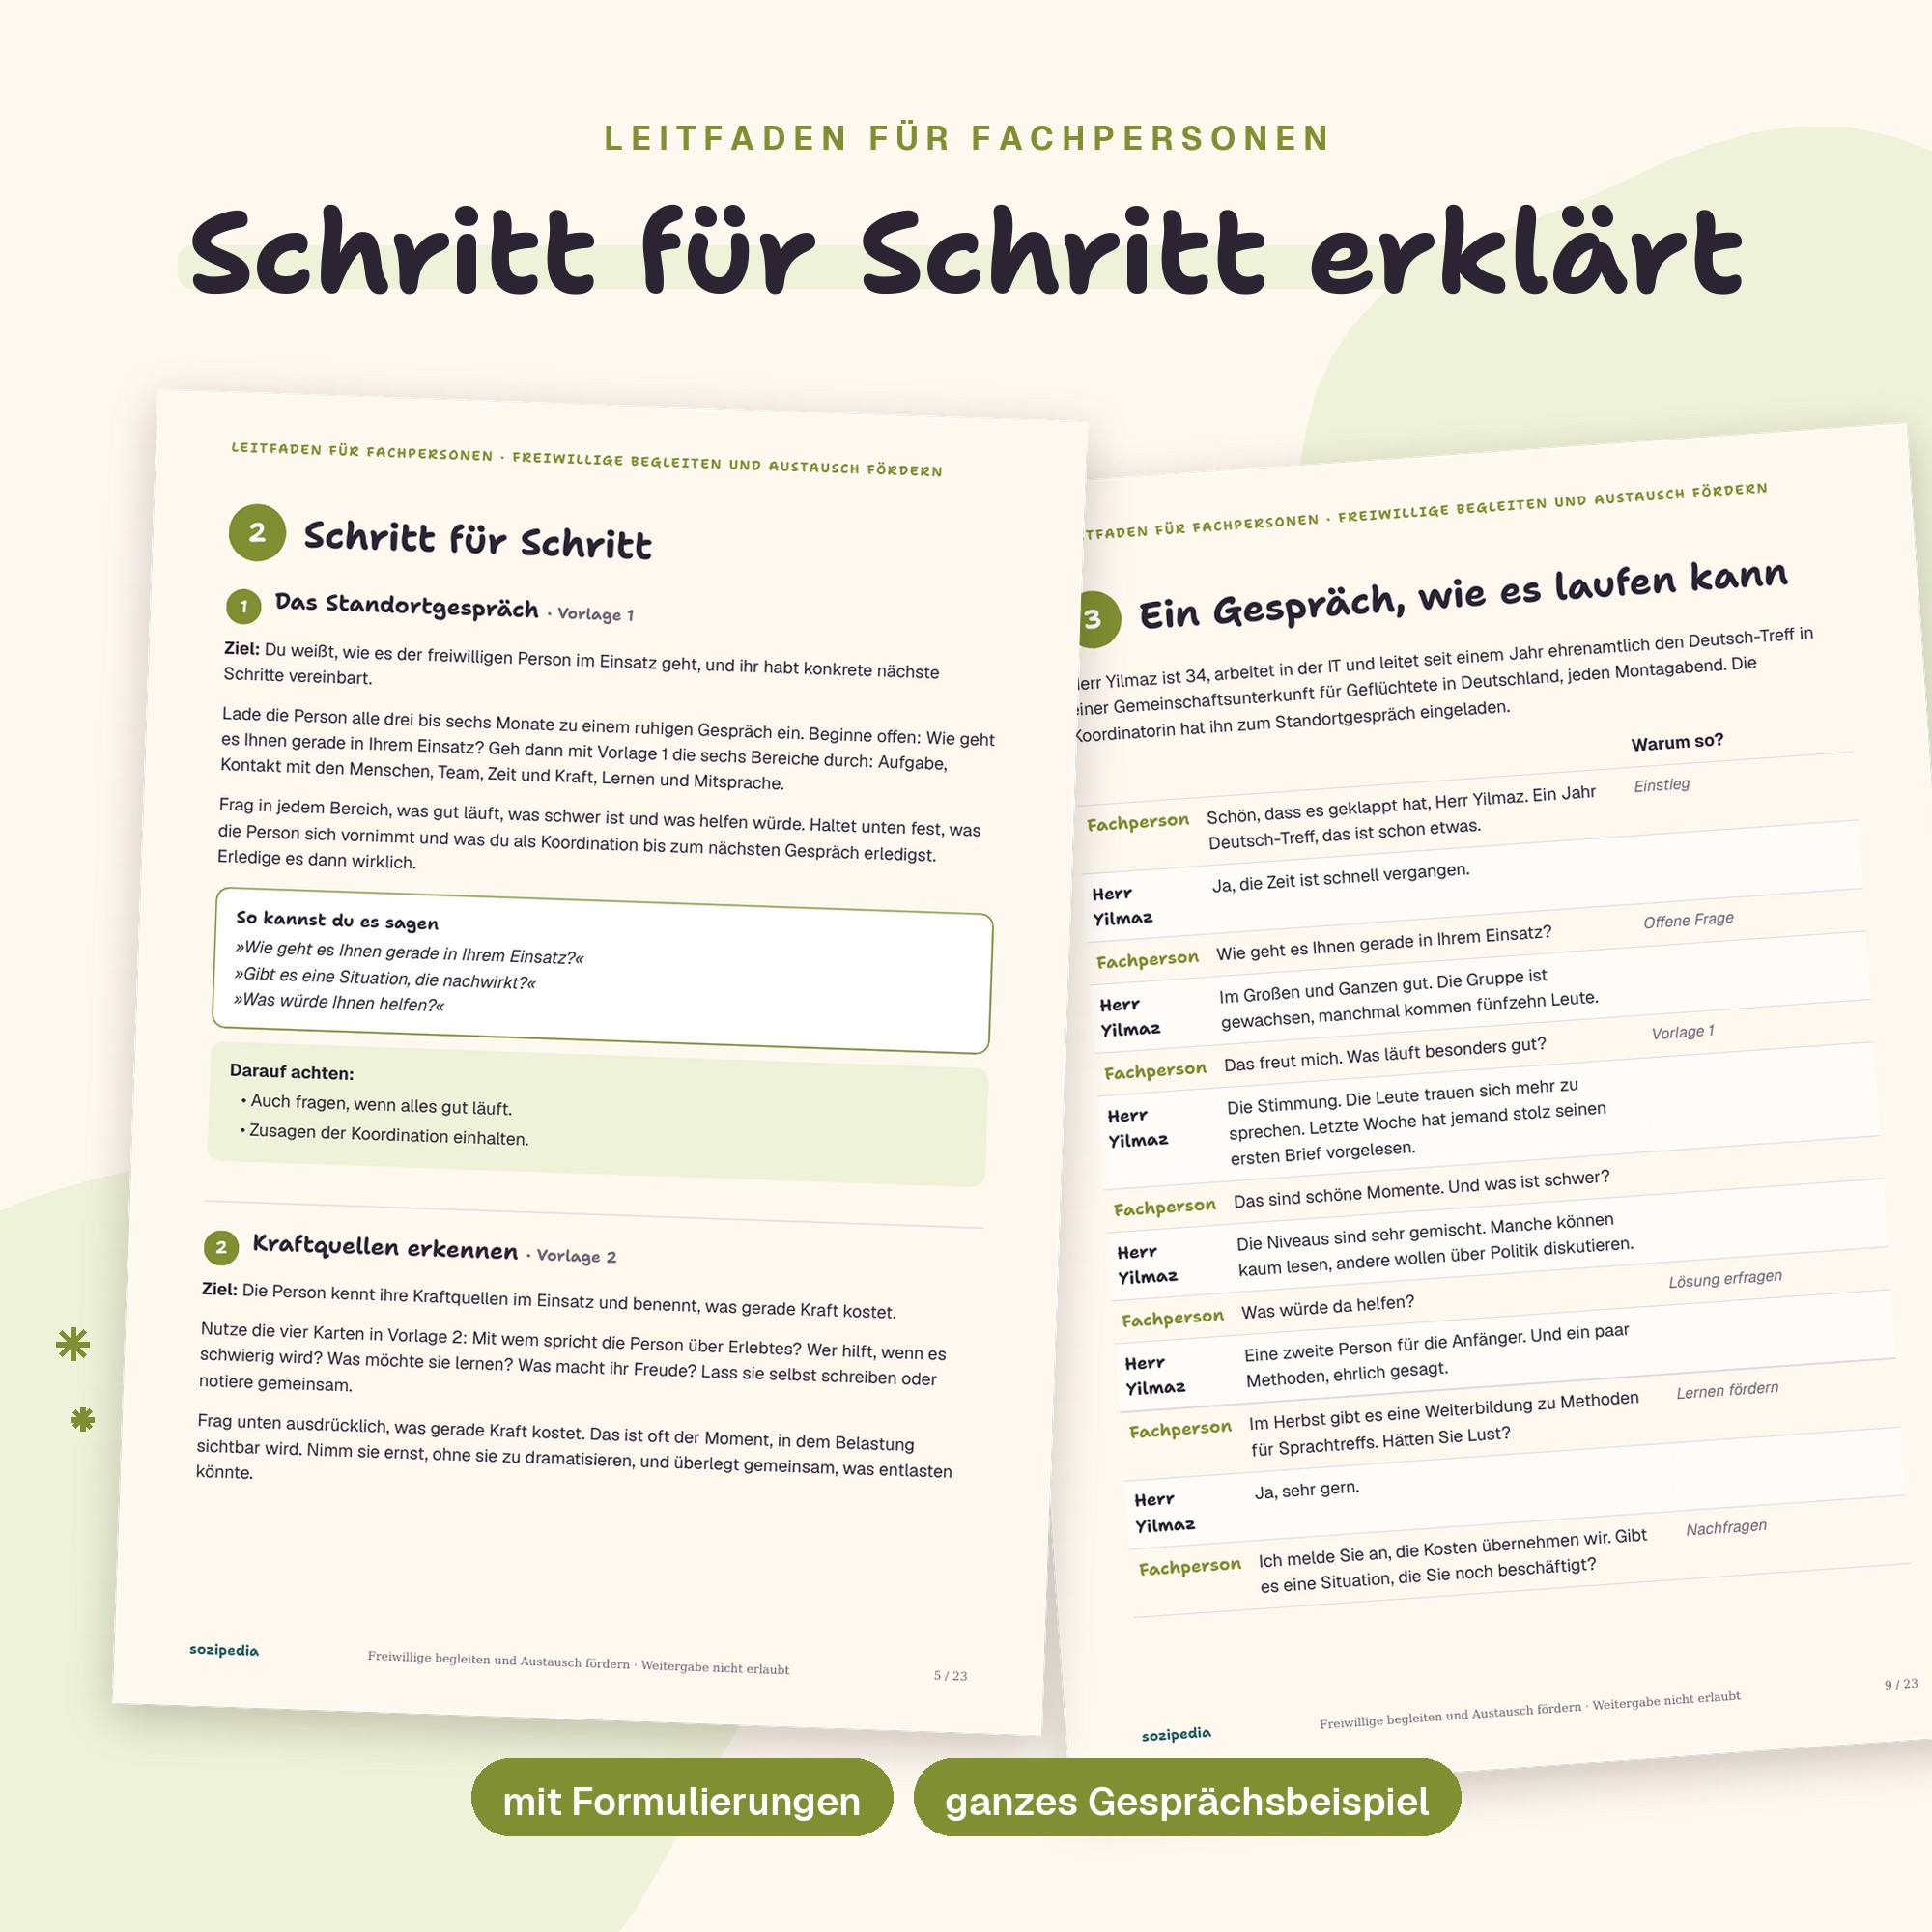 LEITFADEN FÜR FACHPERSONEN
Schritt für Schritt erklärt
LEITFADEN FÜR FACHPERSONEN · FREIWILLIGE BEGLEITEN UND AUSTAUSCH FÖRDERN
2 Schritt für Schritt
1 Das Standortgespräch · Vorlage 1
Ziel: Du weißt, wie es der freiwilligen Person im Einsatz geht, und ihr habt konkrete nächste
Schritte vereinbart.
Lade die Person alle drei bis sechs Monate zu einem ruhigen Gespräch ein. Beginne offen: Wie geht
es Ihnen gerade in Ihrem Einsatz? Geh dann mit Vorlage 1 die sechs Bereiche durch: Aufgabe,
Kontakt mit den Menschen, Team, Zeit und Kraft, Lernen und Mitsprache.
Frag in jedem Bereich, was gut läuft, was schwer ist und was helfen würde. Haltet unten fest, was
die Person sich vornimmt und was du als Koordination bis zum nächsten Gespräch erledigst.
Erledige es dann wirklich.
So kannst du es sagen
»Wie geht es Ihnen gerade in Ihrem Einsatz?«
»Gibt es eine Situation, die nachwirkt?«
»Was würde Ihnen helfen?«
Darauf achten:
• Auch fragen, wenn alles gut läuft.
• Zusagen der Koordination einhalten.
2 Kraftquellen erkennen · Vorlage 2
Ziel: Die Person kennt ihre Kraftquellen im Einsatz und benennt, was gerade Kraft kostet.
Nutze die vier Karten in Vorlage 2: Mit wem spricht die Person über Erlebtes? Wer hilft, wenn es
schwierig wird? Was möchte sie lernen? Was macht ihr Freude? Lass sie selbst schreiben oder
notiere gemeinsam.
Frag unten ausdrücklich, was gerade Kraft kostet. Das ist oft der Moment, in dem Belastung
sichtbar wird. Nimm sie ernst, ohne sie zu dramatisieren, und überlegt gemeinsam, was entlasten
könnte.
sozipedia
Freiwillige begleiten und Austausch fördern · Weitergabe nicht erlaubt
5 / 23
TFADEN FÜR FACHPERSONEN · FREIWILLIGE BEGLEITEN UND AUSTAUSCH FÖRDERN
3 Ein Gespräch, wie es laufen kann
Herr Yilmaz ist 34, arbeitet in der IT und leitet seit einem Jahr ehrenamtlich den Deutsch-Treff in
einer Gemeinschaftsunterkunft für Geflüchtete in Deutschland, jeden Montagabend. Die
Koordinatorin hat ihn zum Standortgespräch eingeladen.
Warum so?
Fachperson Schön, dass es geklappt hat, Herr Yilmaz. Ein Jahr Einstieg
Deutsch-Treff, das ist schon etwas.
Herr Ja, die Zeit ist schnell vergangen.
Yilmaz
Fachperson Wie geht es Ihnen gerade in Ihrem Einsatz? Offene Frage
Herr Im Großen und Ganzen gut. Die Gruppe ist
Yilmaz gewachsen, manchmal kommen fünfzehn Leute.
Fachperson Das freut mich. Was läuft besonders gut? Vorlage 1
Herr Die Stimmung. Die Leute trauen sich mehr zu
Yilmaz sprechen. Letzte Woche hat jemand stolz seinen
ersten Brief vorgelesen.
Fachperson Das sind schöne Momente. Und was ist schwer?
Herr Die Niveaus sind sehr gemischt. Manche können
Yilmaz kaum lesen, andere wollen über Politik diskutieren.
Fachperson Was würde da helfen? Lösung erfragen
Herr Eine zweite Person für die Anfänger. Und ein paar
Yilmaz Methoden, ehrlich gesagt.
Fachperson Im Herbst gibt es eine Weiterbildung zu Methoden Lernen fördern
für Sprachtreffs. Hätten Sie Lust?
Herr Ja, sehr gern.
Yilmaz
Fachperson Ich melde Sie an, die Kosten übernehmen wir. Gibt Nachfragen
es eine Situation, die Sie noch beschäftigt?
sozipedia
Freiwillige begleiten und Austausch fördern · Weitergabe nicht erlaubt
9 / 23
mit Formulierungen
ganzes Gesprächsbeispiel